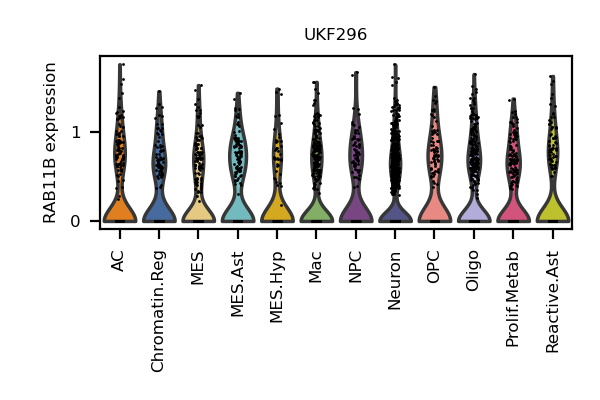 UKF296
RAB11B expression
1
0
AC
Chromatin.Reg
MES
MES.Ast
MES.Hyp
Mac
NPC
Neuron
OPC
Oligo
Prolif.Metab
Reactive.Ast